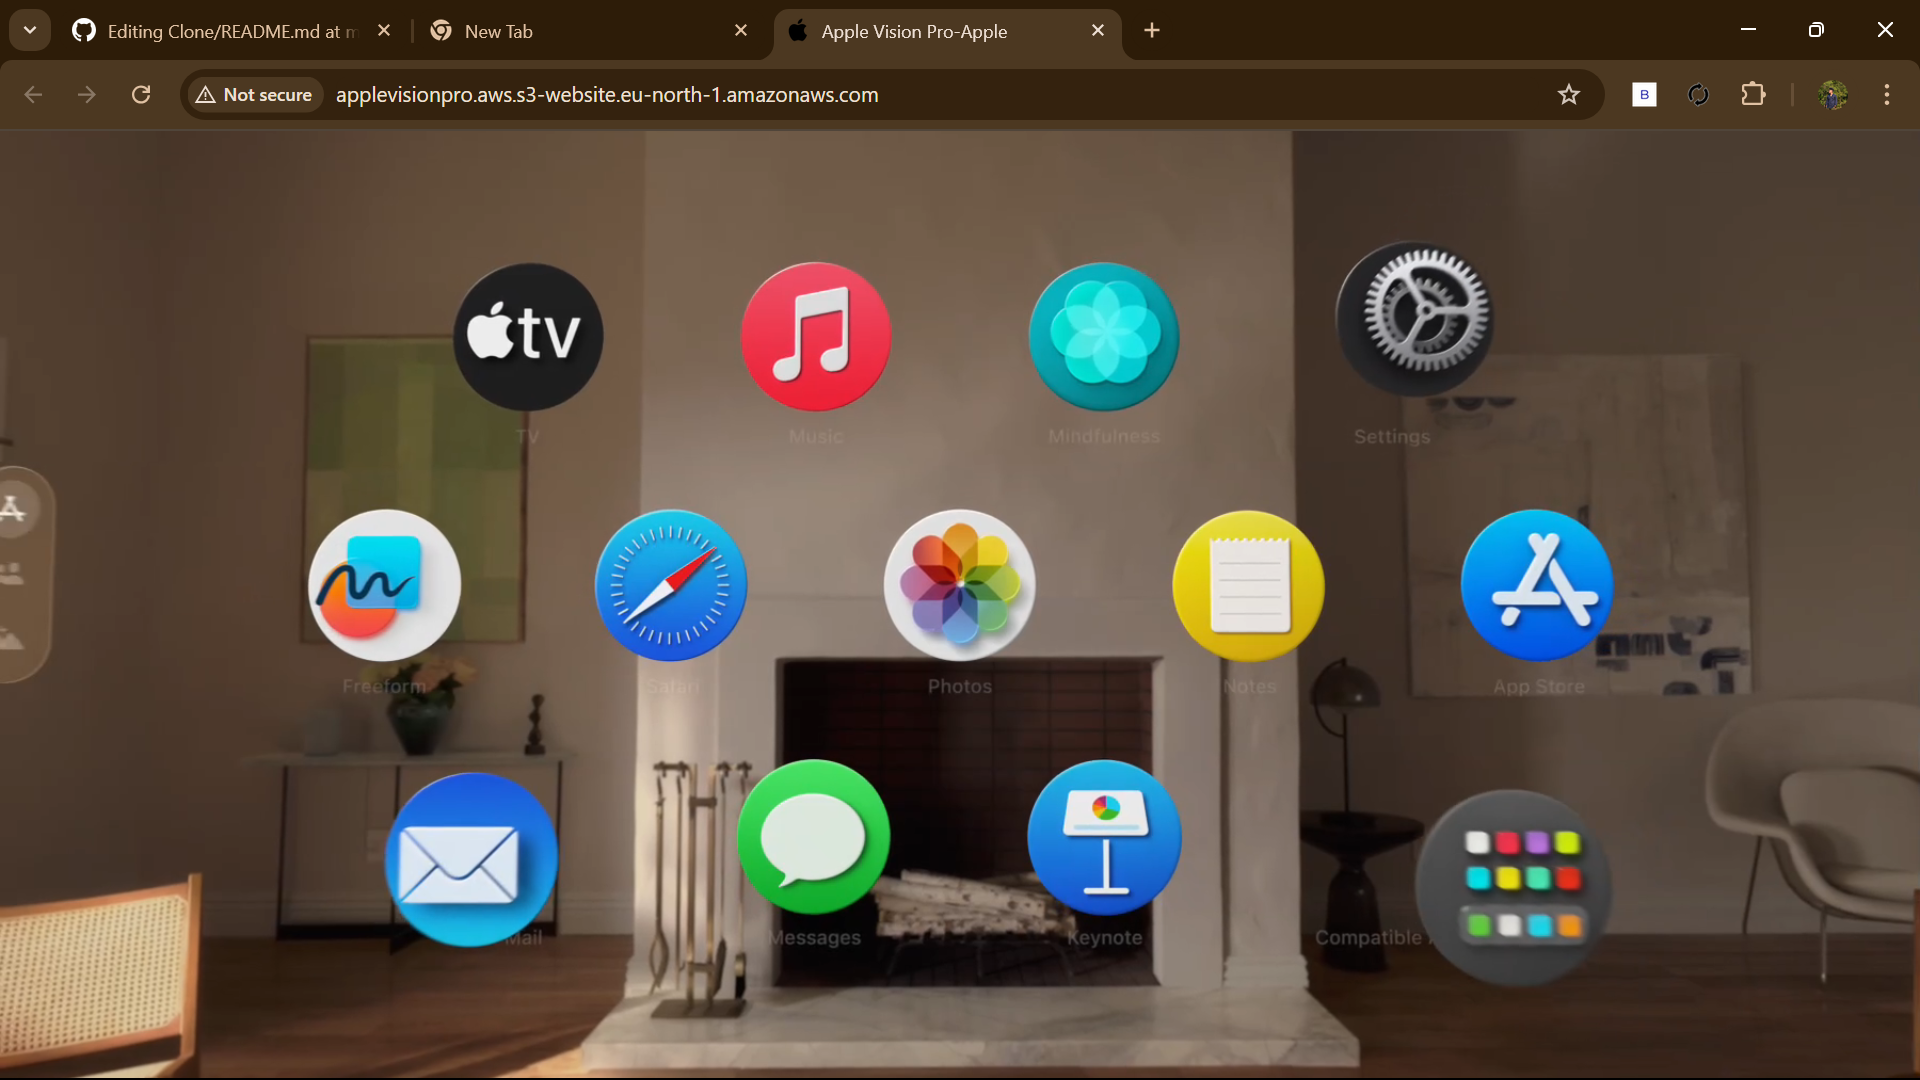 Editing Clone/README.md at m
New Tab
Apple Vision Pro-Apple
Not secure
applevisionpro.aws.s3-website.eu-north-1.amazonaws.com
B
tv
TV
Music
Mindfulness
Settings
Freeform
Safari
Photos
Notes
App Store
Mail
Messages
Keynote
Compatible